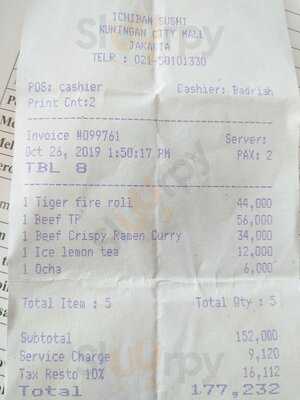 ICHIBAN SUSHI
KUNINGAN CITY MALL
JAKARTA
TELP : 021-50101330
POS: cashier Cashier: Badriah
Print Cnt:2
Invoice #099761 Server:
Oct 26, 2019 1:50:17 PM PAX: 2
TBL 8
1 Tiger fire roll 44,000
1 Beef TP 56,000
1 Beef Crispy Ramen Curry 34,000
1 Ice lemon tea 12,000
1 Ocha 6,000
Total Item : 5 Total Qty : 5
Subtotal 152,000
Service Charge 9,120
Tax Resto 10% 16,112
Total 177,232